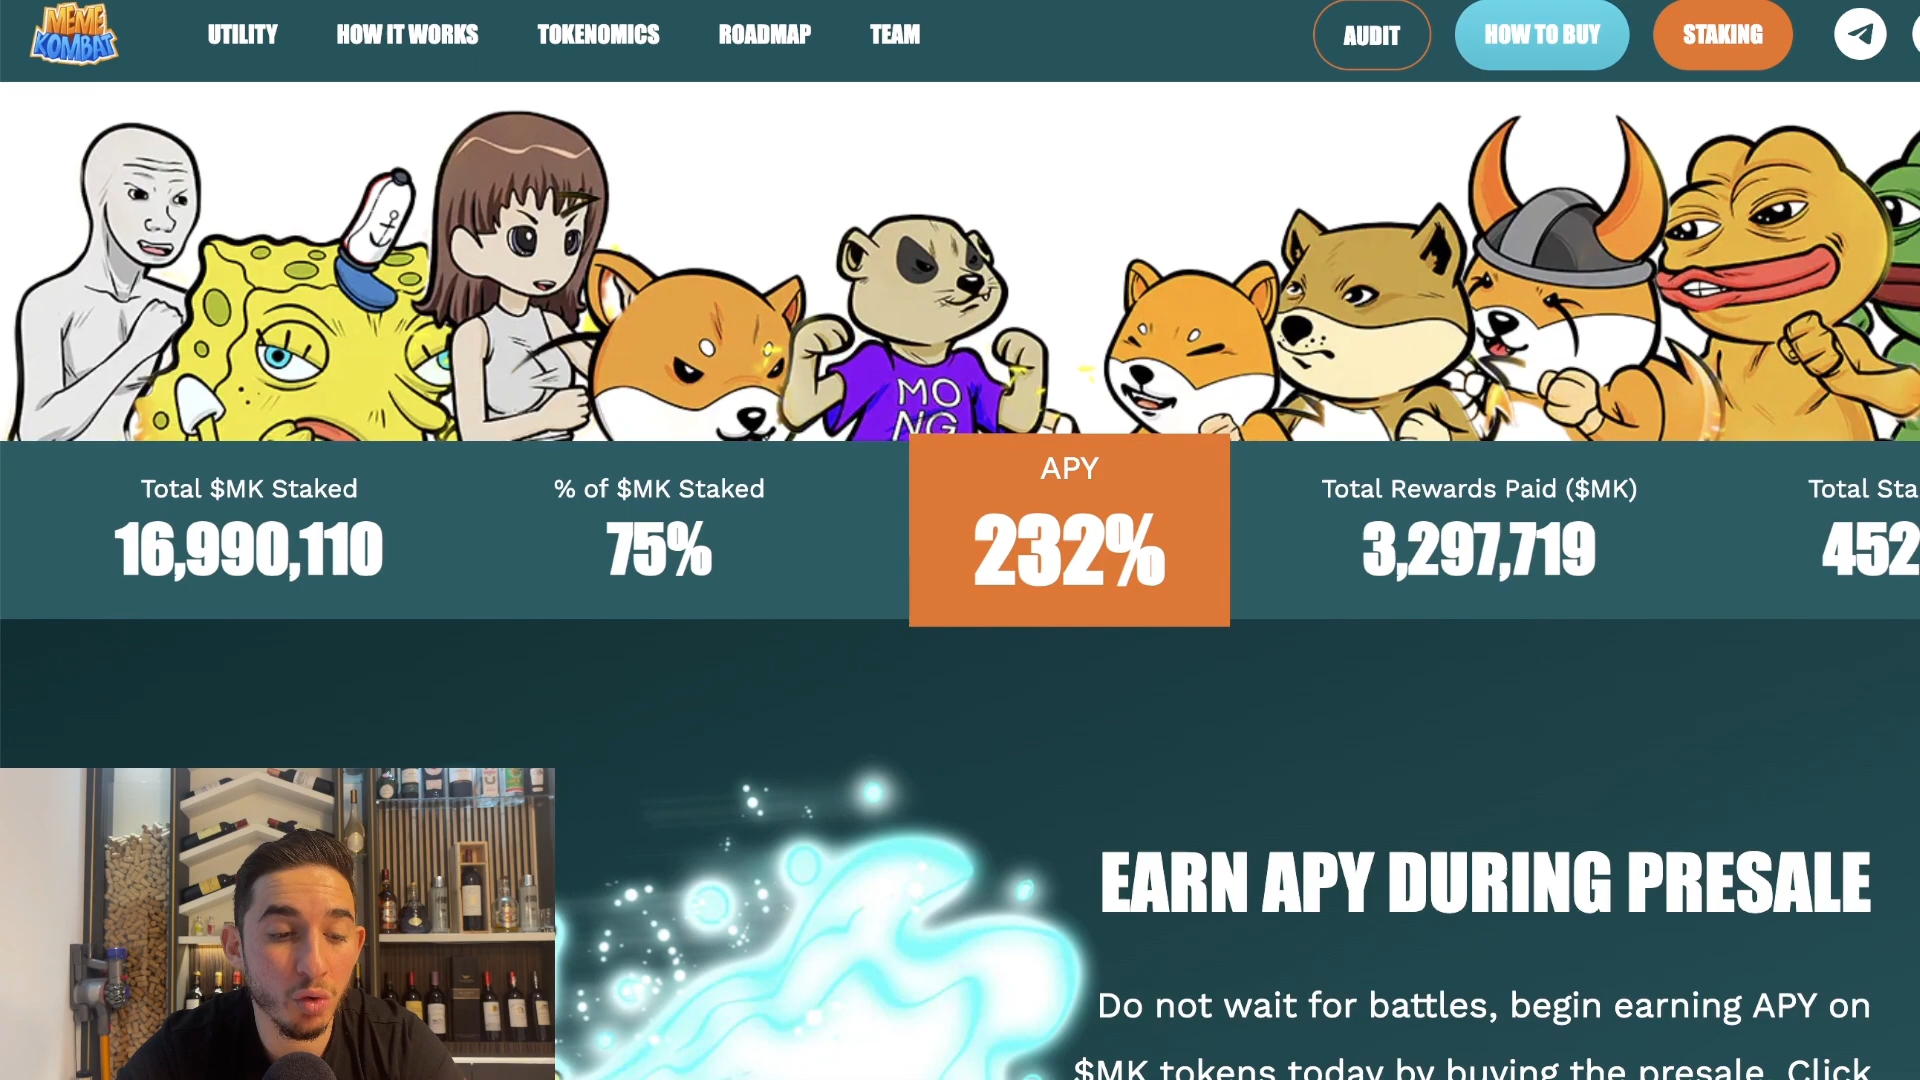 MEME
KOMBAT
UTILITY
HOW IT WORKS
TOKENOMICS
ROADMAP
TEAM
AUDIT
HOW TO BUY
STAKING
MO
NG
Total $MK Staked
16,990,110
% of $MK Staked
75%
APY
232%
Total Rewards Paid ($MK)
3,297,719
Total Sta
452
EARN APY DURING PRESALE
Do not wait for battles, begin earning APY on
$MK tokens today by buying the presale. Click